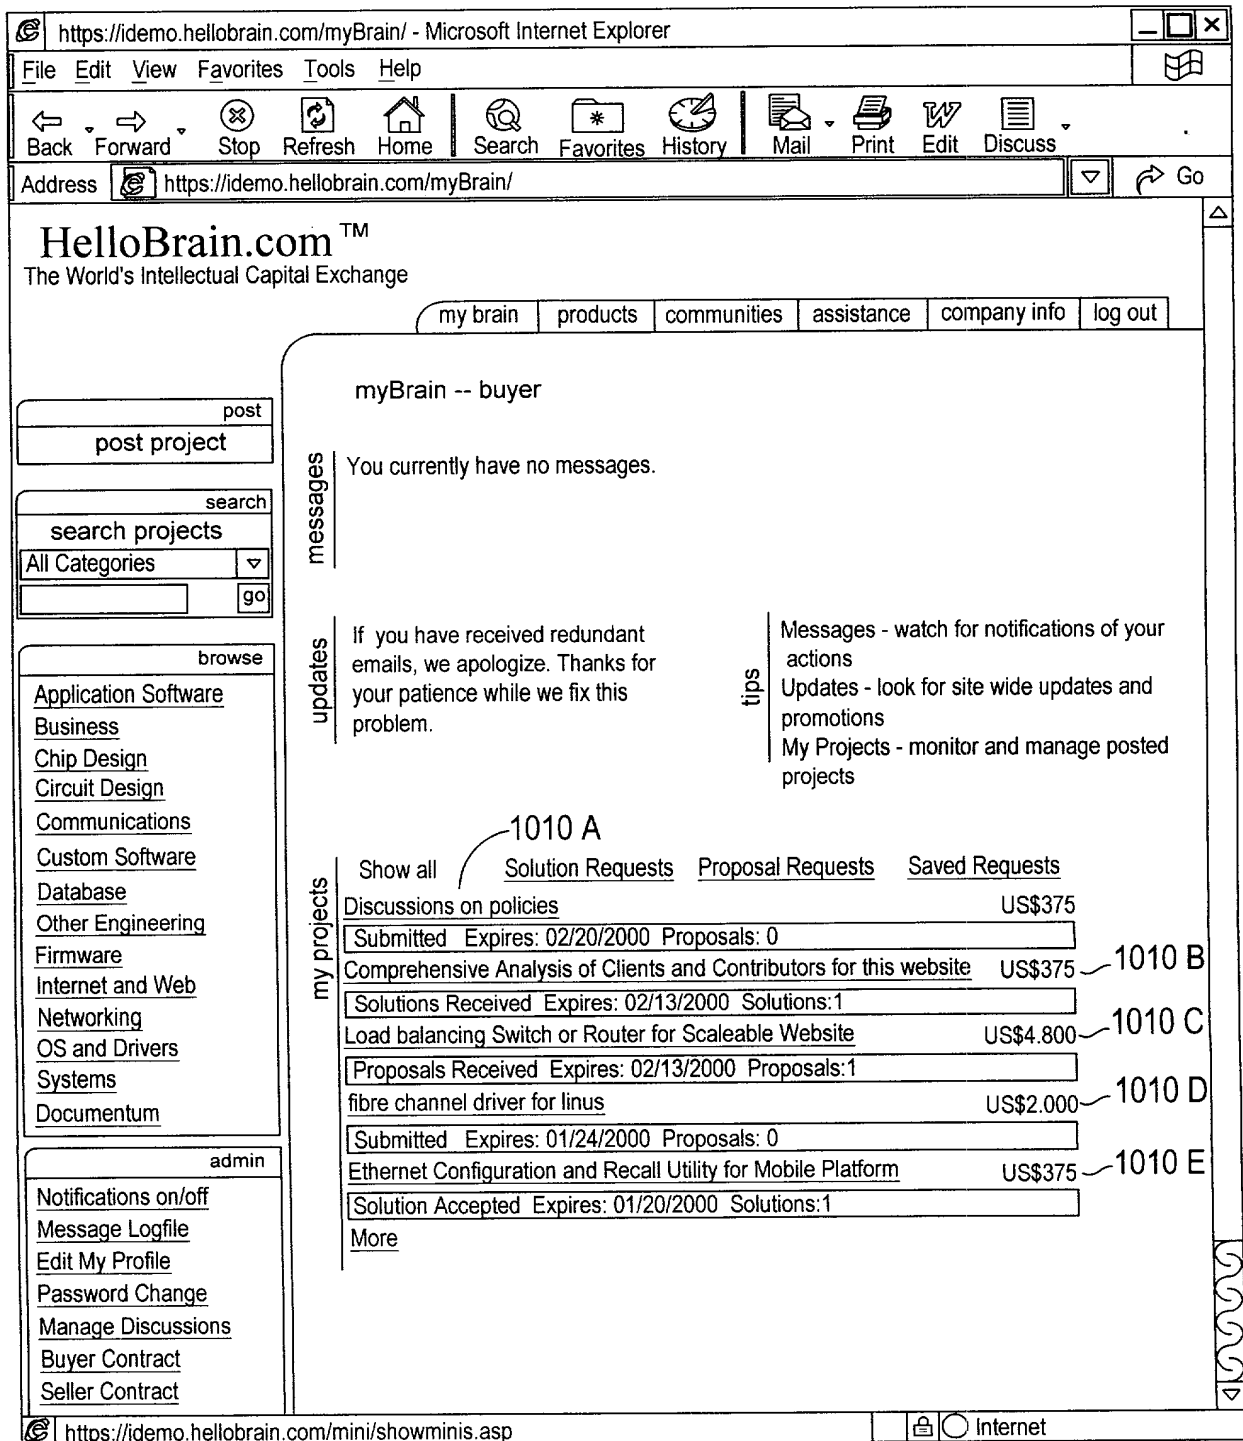 https://idemo.hellobrain.com/myBrain/ - Microsoft Internet Explorer
File Edit View Favorites Tools Help
Back Forward Stop Refresh Home Search Favorites History Mail Print Edit Discuss
Address https://idemo.hellobrain.com/myBrain/ Go
HelloBrain.com™
The World's Intellectual Capital Exchange
my brain products communities assistance company info log out
post
post project
search
search projects
All Categories
go
browse
Application Software
Business
Chip Design
Circuit Design
Communications
Custom Software
Database
Other Engineering
Firmware
Internet and Web
Networking
OS and Drivers
Systems
Documentum
admin
Notifications on/off
Message Logfile
Edit My Profile
Password Change
Manage Discussions
Buyer Contract
Seller Contract
myBrain -- buyer
messages
You currently have no messages.
updates
If you have received redundant
emails, we apologize. Thanks for
your patience while we fix this
problem.
tips
Messages - watch for notifications of your
actions
Updates - look for site wide updates and
promotions
My Projects - monitor and manage posted
projects
1010 A
my projects
Show all Solution Requests Proposal Requests Saved Requests
Discussions on policies US$375
Submitted Expires: 02/20/2000 Proposals: 0
Comprehensive Analysis of Clients and Contributors for this website US$375 1010 B
Solutions Received Expires: 02/13/2000 Solutions:1
Load balancing Switch or Router for Scaleable Website US$4.800 1010 C
Proposals Received Expires: 02/13/2000 Proposals:1
fibre channel driver for linus US$2.000 1010 D
Submitted Expires: 01/24/2000 Proposals: 0
Ethernet Configuration and Recall Utility for Mobile Platform US$375 1010 E
Solution Accepted Expires: 01/20/2000 Solutions:1
More
https://idemo.hellobrain.com/mini/showminis.asp Internet